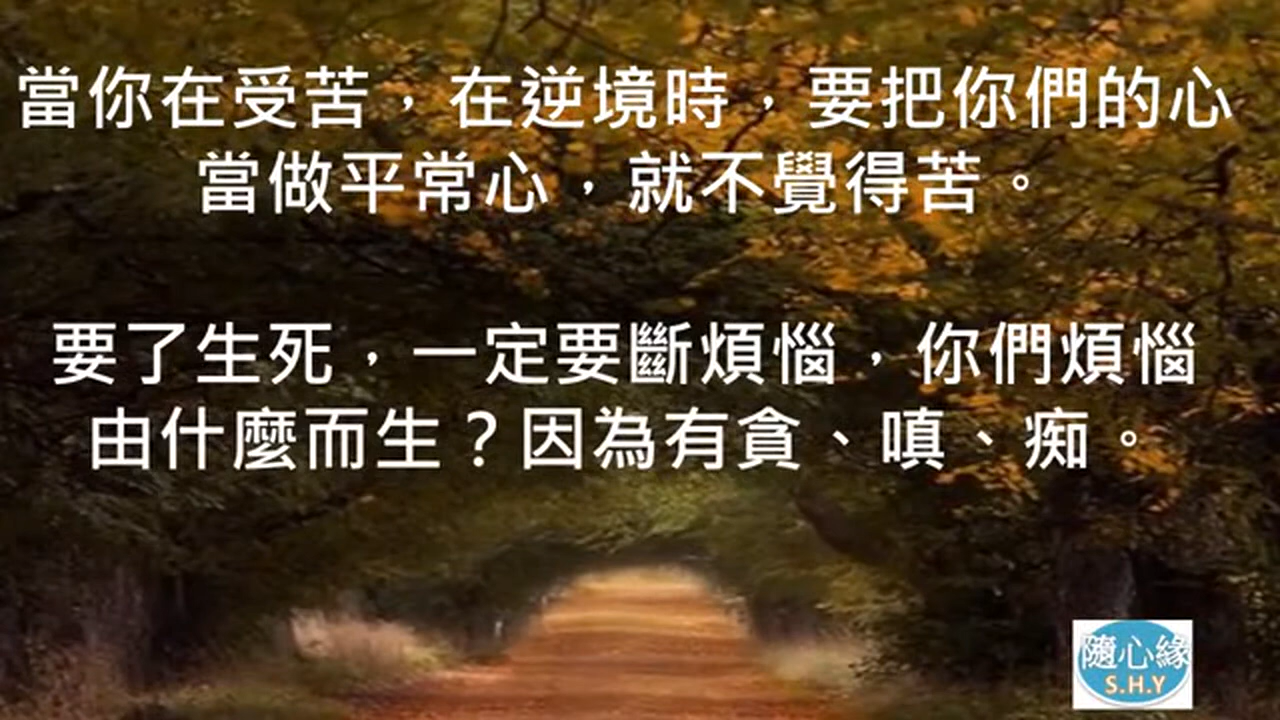 當你在受苦，在逆境時，要把你們的心
當做平常心，就不覺得苦。
要了生死，一定要斷煩惱，你們煩惱
由什麼而生？因為有貪、嗔、痴。
隨心緣
S.H.Y